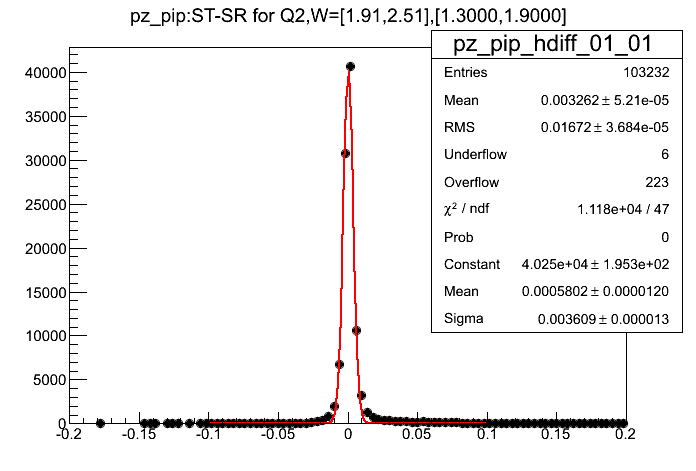 pz_pip:ST-SR for Q2,W=[1.91,2.51],[1.3000,1.9000]
pz_pip_hdiff_01_01
Entries 103232
Mean 0.003262 ± 5.21e-05
RMS 0.01672 ± 3.684e-05
Underflow 6
Overflow 223
χ² / ndf 1.118e+04 / 47
Prob 0
Constant 4.025e+04 ± 1.953e+02
Mean 0.0005802 ± 0.0000120
Sigma 0.003609 ± 0.000013
40000
35000
30000
25000
20000
15000
10000
5000
0
-0.2 -0.15 -0.1 -0.05 0 0.05 0.1 0.15 0.2